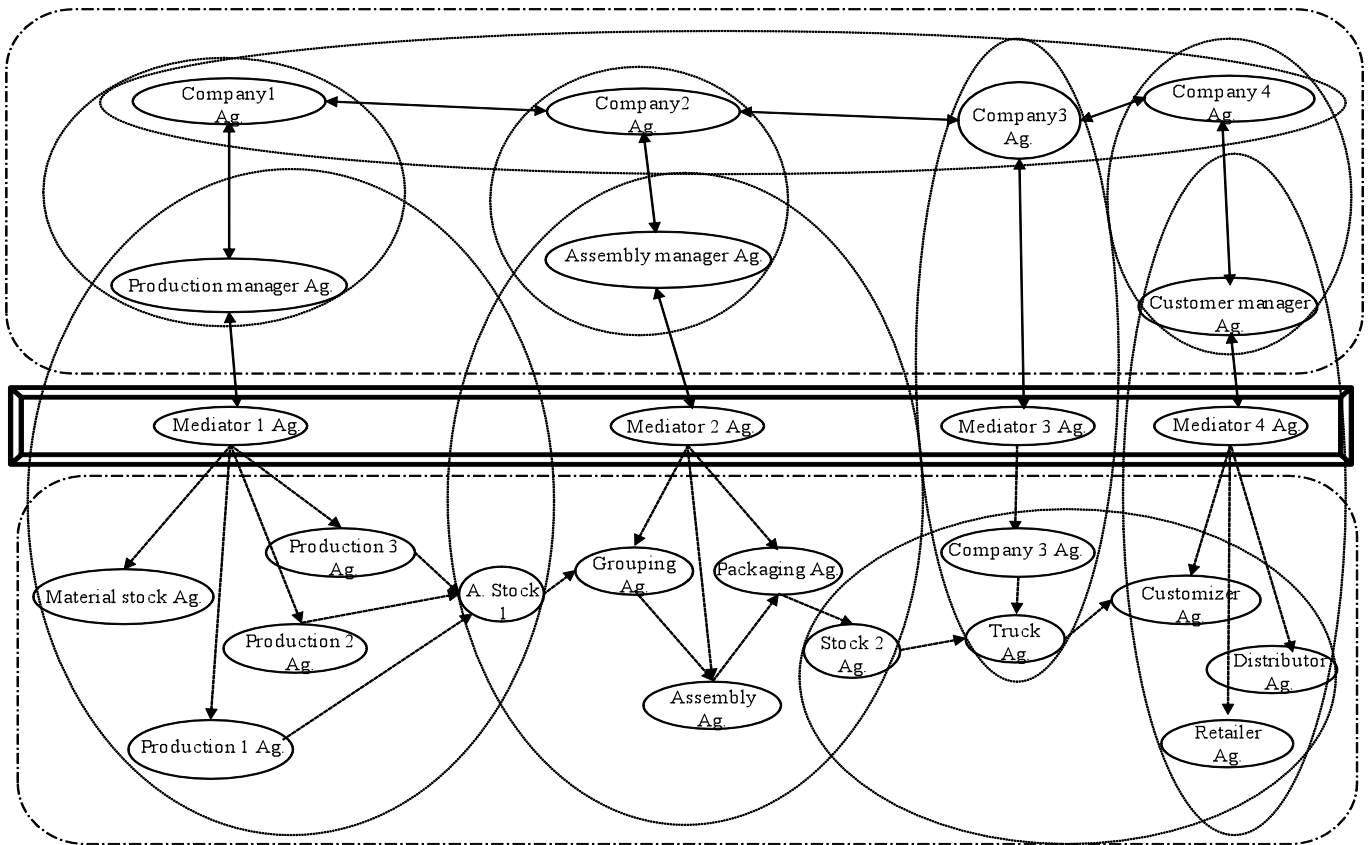 Company1
Ag.
Company2
Ag.
Company3
Ag.
Company 4
Ag.
Production manager Ag.
Assembly manager Ag.
Customer manager
Ag.
Mediator 1 Ag.
Mediator 2 Ag.
Mediator 3 Ag.
Mediator 4 Ag.
Production 3
Ag.
Material stock Ag.
Production 2
Ag.
Production 1 Ag.
A. Stock
1
Grouping
Ag.
Packaging Ag.
Assembly
Ag.
Stock 2
Ag.
Company 3 Ag.
Truck
Ag.
Customizer
Ag.
Distributor
Ag.
Retailer
Ag.